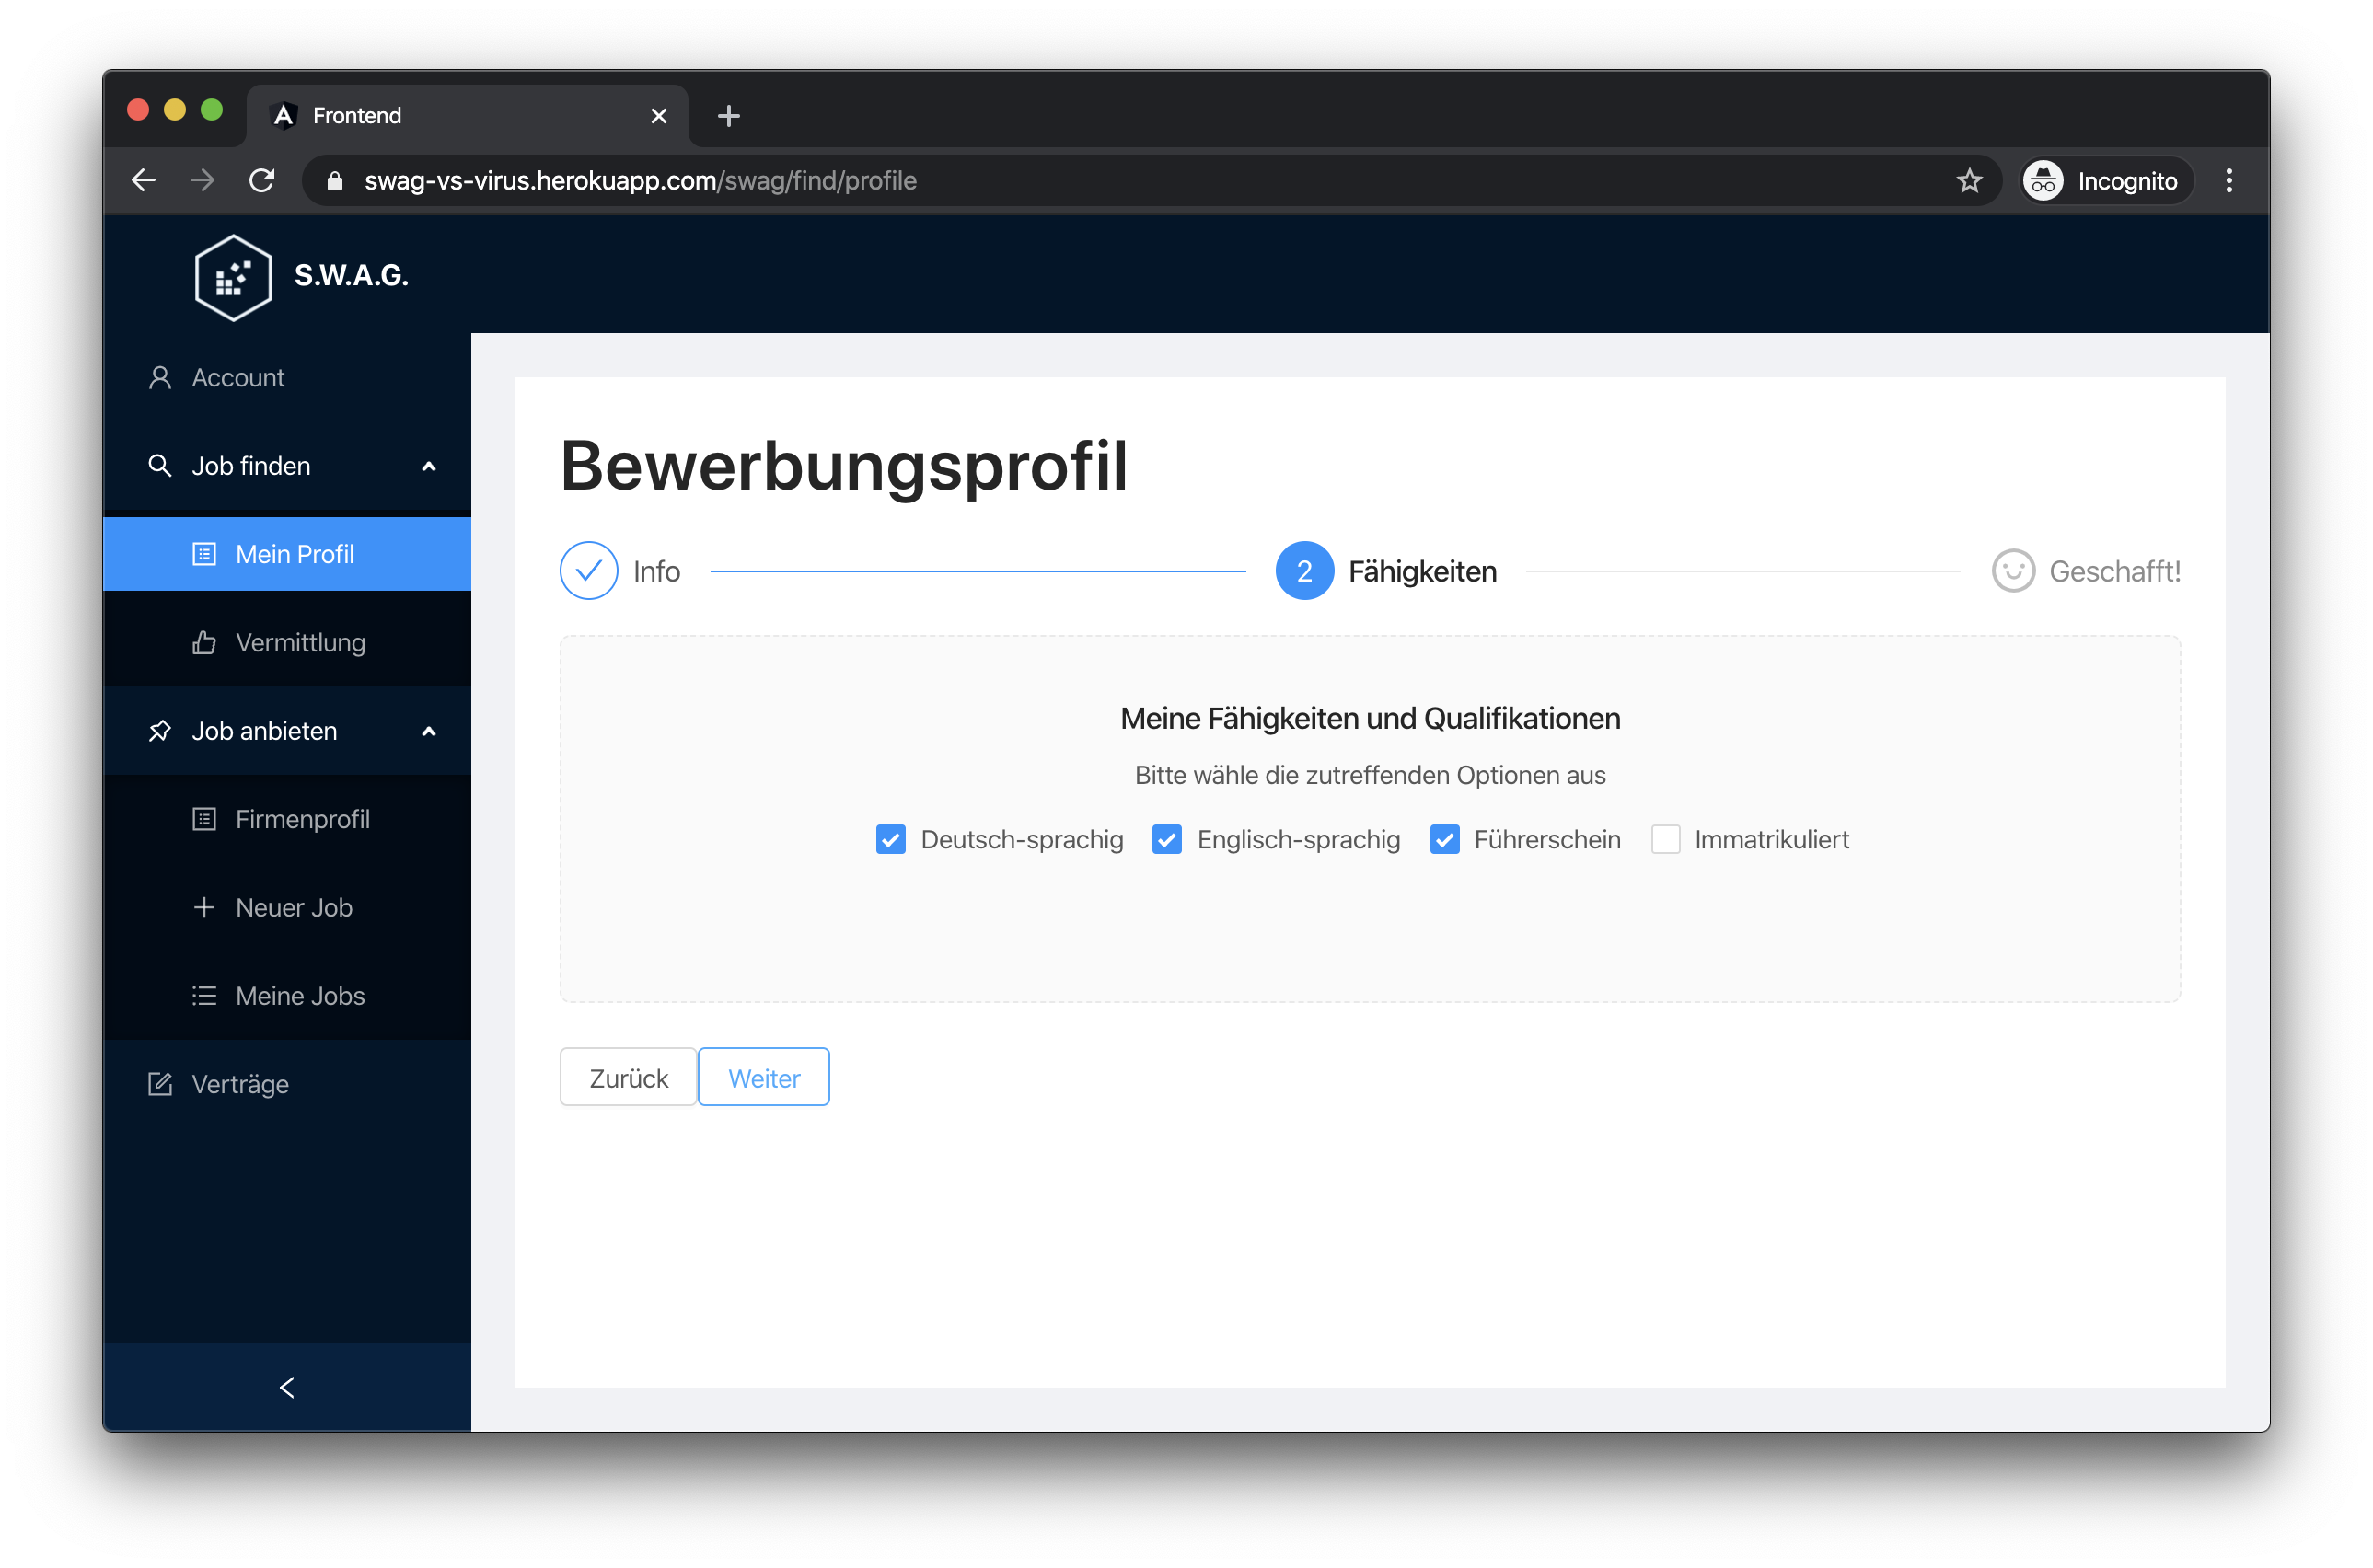 Frontend
swag-vs-virus.herokuapp.com/swag/find/profile
Incognito
S.W.A.G.
Account
Job finden
Mein Profil
Vermittlung
Job anbieten
Firmenprofil
Neuer Job
Meine Jobs
Verträge
Bewerbungsprofil
Info
2 Fähigkeiten
Geschafft!
Meine Fähigkeiten und Qualifikationen
Bitte wähle die zutreffenden Optionen aus
Deutsch-sprachig Englisch-sprachig Führerschein Immatrikuliert
Zurück Weiter